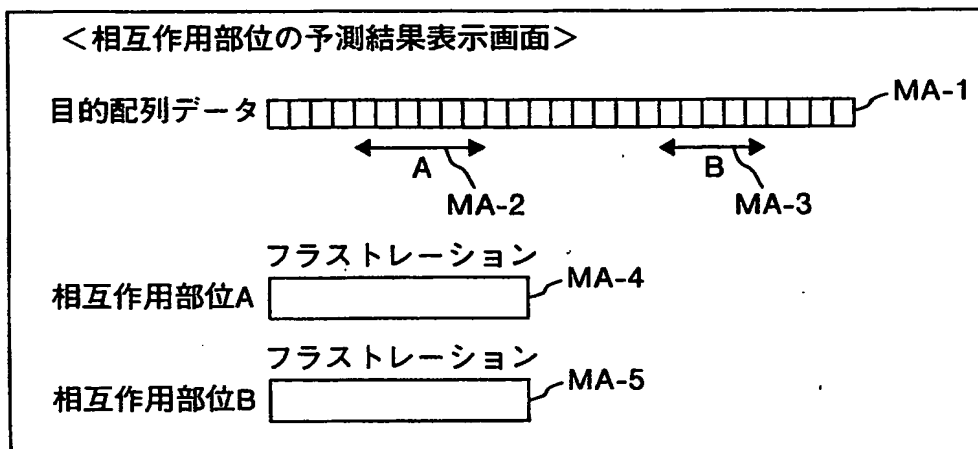 <相互作用部位の予測結果表示画面>
目的配列データ MA-1
A B
MA-2 MA-3
フラストレーション
相互作用部位A MA-4
フラストレーション
相互作用部位B MA-5